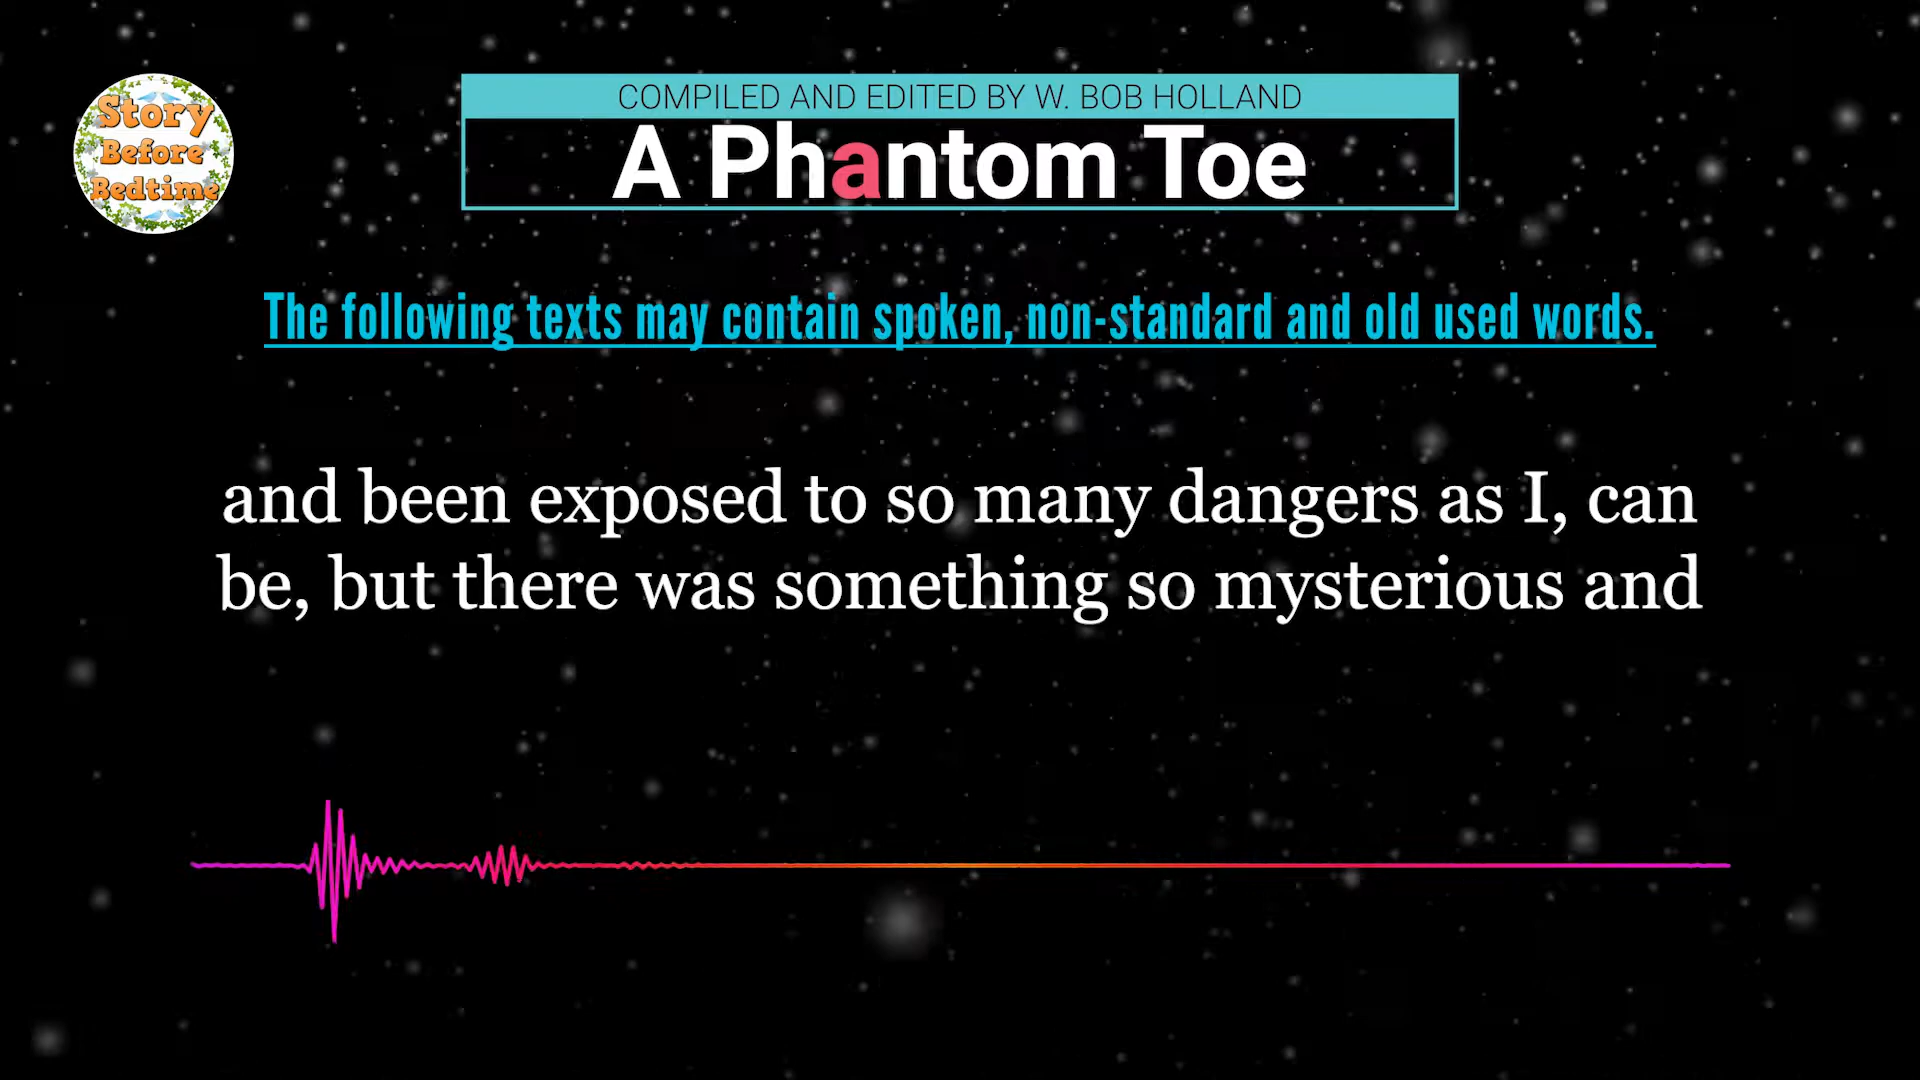 Story
Before
Bedtime
COMPILED AND EDITED BY W. BOB HOLLAND
A Phantom Toe
The following texts may contain spoken, non-standard and old used words.
and been exposed to so many dangers as I, can
be, but there was something so mysterious and